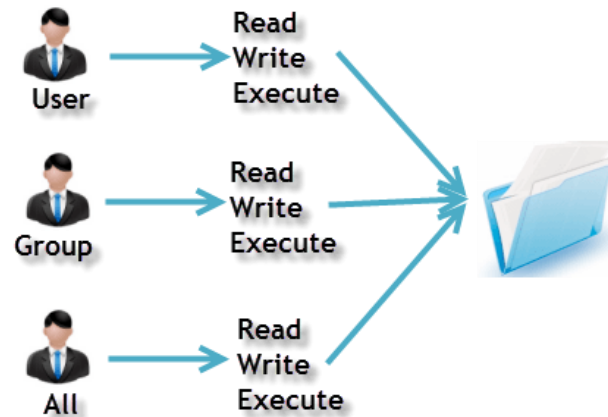 User
Read
Write
Execute
Group
Read
Write
Execute
All
Read
Write
Execute